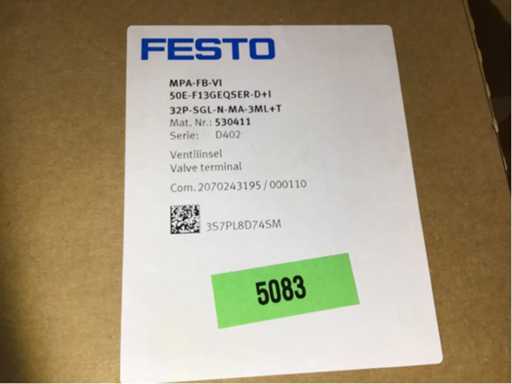 FESTO
MPA-FB-VI
50E-F13GEQSER-D+I
32P-SGL-N-MA-3ML+T
Mat. Nr.: 530411
Serie: D402
Ventilinsel
Valve terminal
Com. 2070243195 / 000110
3S7PL8D74SM
5083